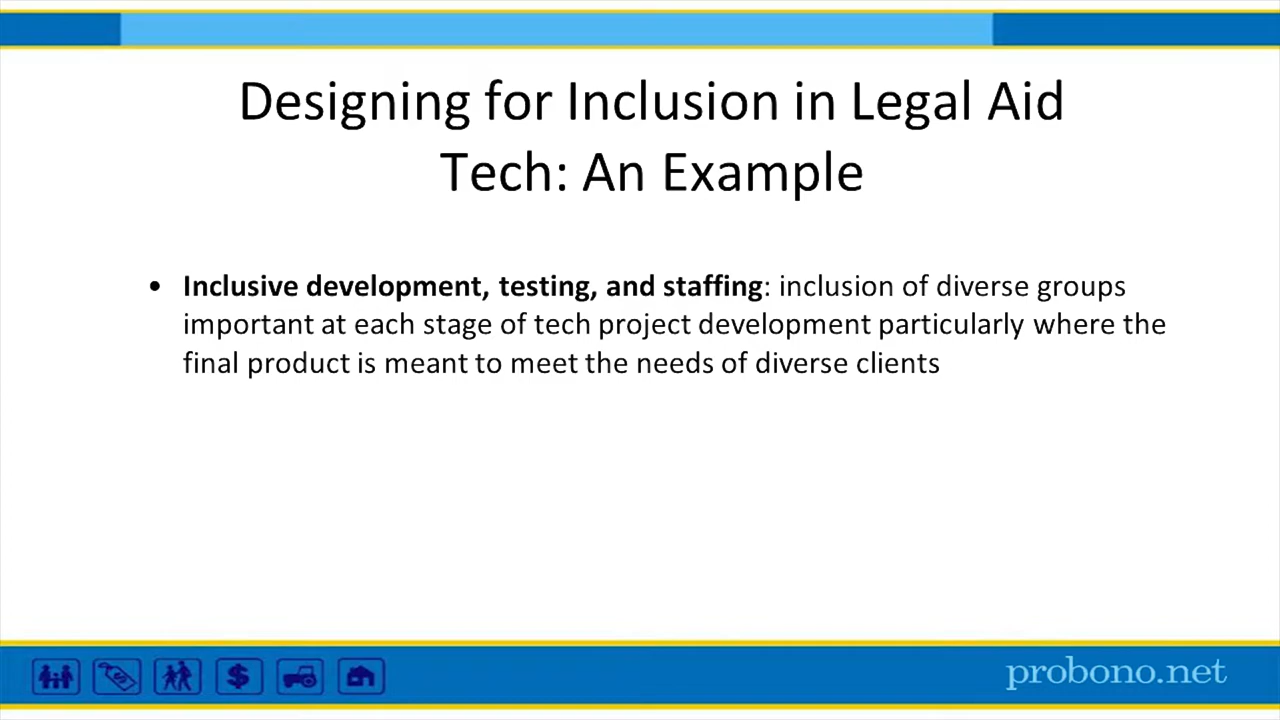 Designing for Inclusion in Legal Aid
Tech: An Example
• Inclusive development, testing, and staffing: inclusion of diverse groups
important at each stage of tech project development particularly where the
final product is meant to meet the needs of diverse clients
$
probono.net